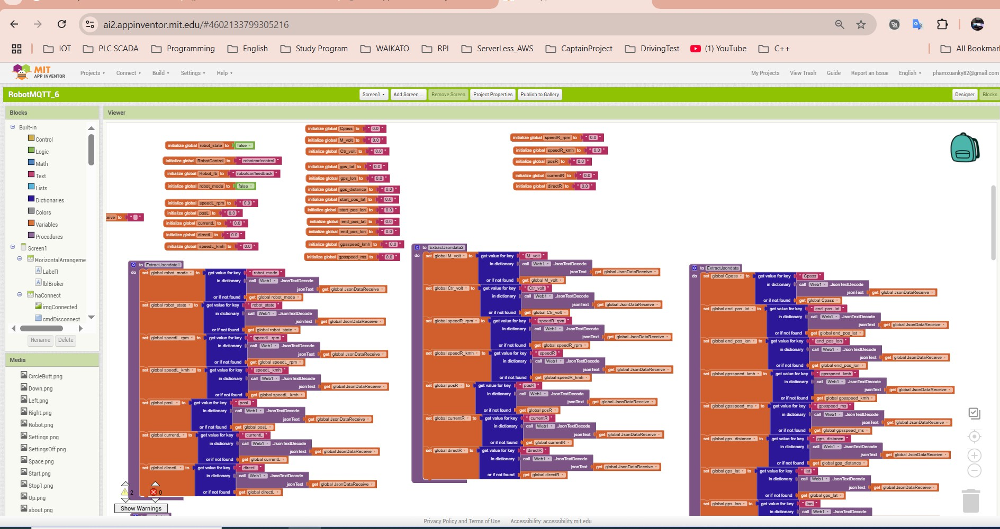 ai2.appinventor.mit.edu/#4602133799305216
IOT PLC SCADA Programming English Study Program WAIKATO RPI ServerLess_AWS CaptainProject DrivingTest (1) YouTube C++ All Bookmar
MIT APP INVENTOR
Projects Connect Build Settings Help My Projects View Trash Guide Report an Issue English phamxuanky82@gmail.com
RobotMQTT_6 Screen1 Add Screen ... Remove Screen Project Properties Publish to Gallery Designer Blocks
Blocks
Built-in
Control
Logic
Math
Text
Lists
Dictionaries
Colors
Variables
Procedures
Screen1
HorizontalArrangeme
Label1
lblBroker
haConnect
imgConnected
cmdDisconnect
Rename Delete
Media
CircleButt.png
Down.png
Left.png
Right.png
Robot.png
Settings.png
SettingsOff.png
Space.png
Start.png
Stop1.png
Up.png
about.png
Viewer
ceive to " "
initialize global robot_state to false
initialize global RobotControl to " robotcar/control "
initialize global Robot_fb to " robotcar/feedback "
initialize global robot_mode to false
initialize global speedL_rpm to " 0.0 "
initialize global posL to " 0.0 "
initialize global currentL to " 0.0 "
initialize global directL to " 0.0 "
initialize global speedL_kmh to " 0.0 "
initialize global Cpass to " 0.0 "
initialize global M_volt to " 0.0 "
initialize global Ctr_volt to " 0.0 "
initialize global gps_lat to " 0.0 "
initialize global gps_lon to " 0.0 "
initialize global gps_distance to " 0.0 "
initialize global start_pos_lat to " 0.0 "
initialize global start_pos_lon to " 0.0 "
initialize global end_pos_lat to " 0.0 "
initialize global end_pos_lon to " 0.0 "
initialize global gpsspeed_kmh to " 0.0 "
initialize global gpsspeed_ms to " 0.0 "
initialize global speedR_rpm to " 0.0 "
initialize global speedR_kmh to " 0.0 "
initialize global posR to " 0.0 "
initialize global currentR to " 0.0 "
initialize global directR to " 0.0 "
to ExtractJsondata1
do set global robot_mode to get value for key " robot_mode "
in dictionary call Web1 .JsonTextDecode
jsonText get global JsonDataReceive
or if not found get global robot_mode
set global robot_state to get value for key " robot_state "
in dictionary call Web1 .JsonTextDecode
jsonText get global JsonDataReceive
or if not found get global robot_state
set global speedL_rpm to get value for key " speedL_rpm "
in dictionary call Web1 .JsonTextDecode
jsonText get global JsonDataReceive
or if not found get global speedL_rpm
set global speedL_kmh to get value for key " speedL_kmh "
in dictionary call Web1 .JsonTextDecode
jsonText get global JsonDataReceive
or if not found get global speedL_kmh
set global posL to get value for key " posL "
in dictionary call Web1 .JsonTextDecode
jsonText get global JsonDataReceive
or if not found get global posL
set global currentL to get value for key " currentL "
in dictionary call Web1 .JsonTextDecode
jsonText get global JsonDataReceive
or if not found get global currentL
set global directL to get value for key " directL "
in dictionary call Web1 .JsonTextDecode
jsonText get global JsonDataReceive
or if not found get global directL
2 0
Show Warnings
to ExtractJsondata2
do set global M_volt to get value for key " M_volt "
in dictionary call Web1 .JsonTextDecode
jsonText get global JsonDataReceive
or if not found get global M_volt
set global Ctr_volt to get value for key " Ctr_volt "
in dictionary call Web1 .JsonTextDecode
jsonText get global JsonDataReceive
or if not found get global Ctr_volt
set global speedR_rpm to get value for key " speedR_rpm "
in dictionary call Web1 .JsonTextDecode
jsonText get global JsonDataReceive
or if not found get global speedR_rpm
set global speedR_kmh to get value for key " speedR "
in dictionary call Web1 .JsonTextDecode
jsonText get global JsonDataReceive
or if not found get global speedR_kmh
set global posR to get value for key " posR "
in dictionary call Web1 .JsonTextDecode
jsonText get global JsonDataReceive
or if not found get global posR
set global currentR to get value for key " currentR "
in dictionary call Web1 .JsonTextDecode
jsonText get global JsonDataReceive
or if not found get global currentR
set global directR to get value for key " directR "
in dictionary call Web1 .JsonTextDecode
jsonText get global JsonDataReceive
or if not found get global directR
to ExtractJsondata
do set global Cpass to get value for key " Cpass "
in dictionary call Web1 .JsonTextDecode
jsonText get global JsonDataReceive
or if not found get global Cpass
set global end_pos_lat to get value for key " end_pos_lat "
in dictionary call Web1 .JsonTextDecode
jsonText get global JsonDataReceive
or if not found get global end_pos_lat
set global end_pos_lon to get value for key " end_pos_lon "
in dictionary call Web1 .JsonTextDecode
jsonText get global JsonDataReceive
or if not found get global end_pos_lon
set global gpsspeed_kmh to get value for key " gpsspeed_kmh "
in dictionary call Web1 .JsonTextDecode
jsonText get global JsonDataReceive
or if not found get global gpsspeed_kmh
set global gpsspeed_ms to get value for key " gpsspeed_ms "
in dictionary call Web1 .JsonTextDecode
jsonText get global JsonDataReceive
or if not found get global gpsspeed_ms
set global gps_distance to get value for key " gps_distance "
in dictionary call Web1 .JsonTextDecode
jsonText get global JsonDataReceive
or if not found get global gps_distance
set global gps_lat to get value for key " lat "
in dictionary call Web1 .JsonTextDecode
jsonText get global JsonDataReceive
or if not found get global gps_lat
set global gps_lon to get value for key " lon "
in dictionary call Web1 .JsonTextDecode
Privacy Policy and Terms of Use Accessibility: accessibility.mit.edu